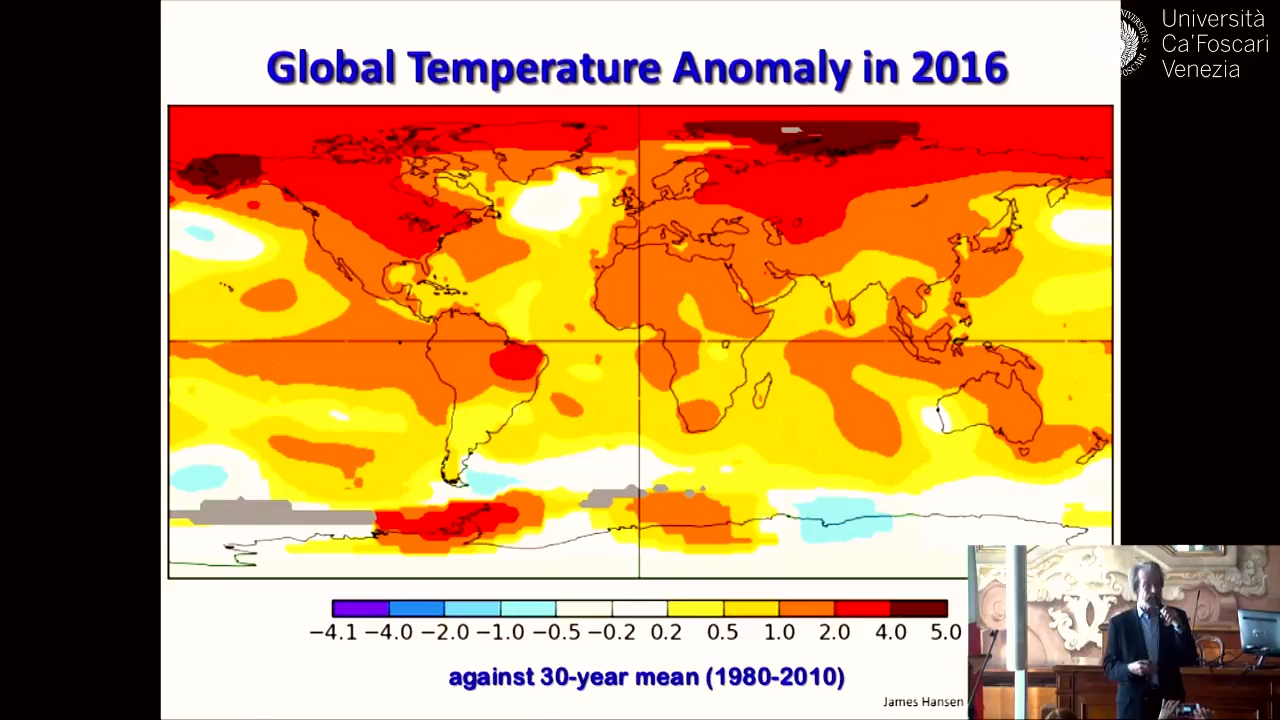 Università
Ca'Foscari
Venezia
Global Temperature Anomaly in 2016
−4.1 −4.0 −2.0 −1.0 −0.5 −0.2 0.2 0.5 1.0 2.0 4.0 5.0
against 30-year mean (1980-2010)
James Hansen